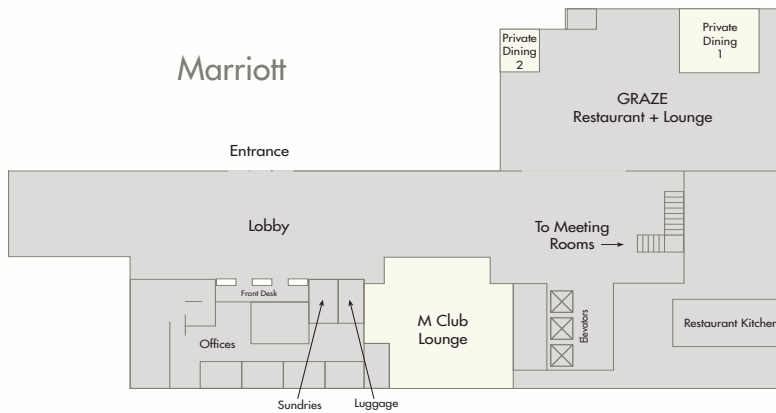 Marriott
Private
Dining
2
Private
Dining
1
GRAZE
Restaurant + Lounge
Entrance
Lobby
To Meeting
Rooms
Front Desk
Offices
M Club
Lounge
Elevators
Restaurant Kitchen
Sundries
Luggage